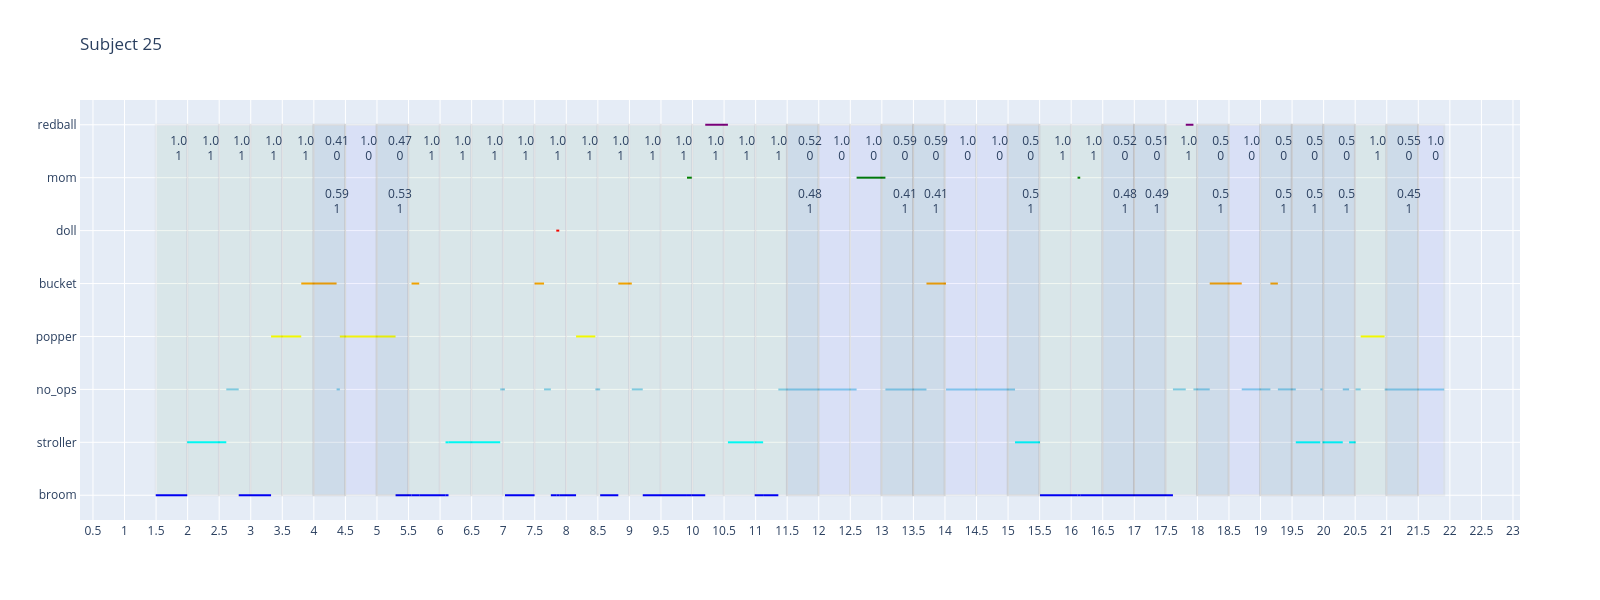 Subject 25
redball
1.0 1.0 1.0 1.0 1.0 0.41 1.0 0.47 1.0 1.0 1.0 1.0 1.0 1.0 1.0 1.0 1.0 1.0 1.0 1.0 0.52 1.0 1.0 0.59 0.59 1.0 1.0 0.5 1.0 1.0 0.52 0.51 1.0 0.5 1.0 0.5 0.5 0.5 1.0 0.55 1.0
1 1 1 1 1 0 0 0 1 1 1 1 1 1 1 1 1 1 1 1 0 0 0 0 0 0 0 0 1 1 0 0 1 0 0 0 0 0 1 0 0
mom
0.59 0.53 0.48 0.41 0.41 0.5 0.48 0.49 0.5 0.5 0.5 0.5 0.45
1 1 1 1 1 1 1 1 1 1 1 1 1
doll
bucket
popper
no_ops
stroller
broom
0.5 1 1.5 2 2.5 3 3.5 4 4.5 5 5.5 6 6.5 7 7.5 8 8.5 9 9.5 10 10.5 11 11.5 12 12.5 13 13.5 14 14.5 15 15.5 16 16.5 17 17.5 18 18.5 19 19.5 20 20.5 21 21.5 22 22.5 23